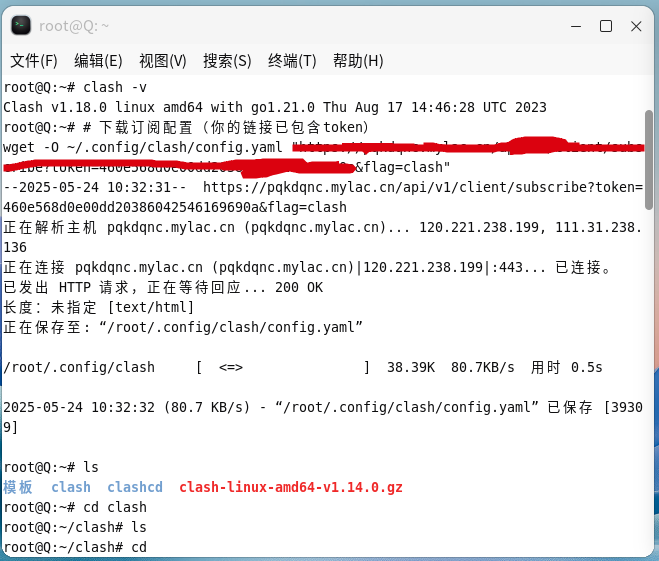 root@Q: ~
文件(F) 编辑(E) 视图(V) 搜索(S) 终端(T) 帮助(H)
root@Q:~# clash -v
Clash v1.18.0 linux amd64 with go1.21.0 Thu Aug 17 14:46:28 UTC 2023
root@Q:~# # 下载订阅配置（你的链接已包含token）
wget -O ~/.config/clash/config.yaml
&flag=clash"
--2025-05-24 10:32:31--  https://pqkdqnc.mylac.cn/api/v1/client/subscribe?token=
460e568d0e00dd20386042546169690a&flag=clash
正在解析主机 pqkdqnc.mylac.cn (pqkdqnc.mylac.cn)... 120.221.238.199, 111.31.238.
136
正在连接 pqkdqnc.mylac.cn (pqkdqnc.mylac.cn)|120.221.238.199|:443... 已连接。
已发出 HTTP 请求，正在等待回应... 200 OK
长度：未指定 [text/html]
正在保存至: “/root/.config/clash/config.yaml”
/root/.config/clash     [  <=>               ]  38.39K  80.7KB/s  用时 0.5s
2025-05-24 10:32:32 (80.7 KB/s) - “/root/.config/clash/config.yaml” 已保存 [3930
9]
root@Q:~# ls
模板  clash  clashcd  clash-linux-amd64-v1.14.0.gz
root@Q:~# cd clash
root@Q:~/clash# ls
root@Q:~/clash# cd